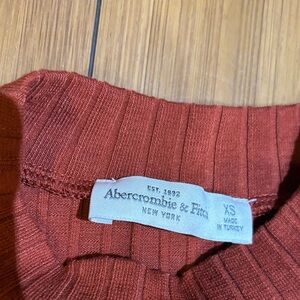 EST. 1892
Abercrombie & Fitch
NEW YORK
XS
MADE
IN TURKEY